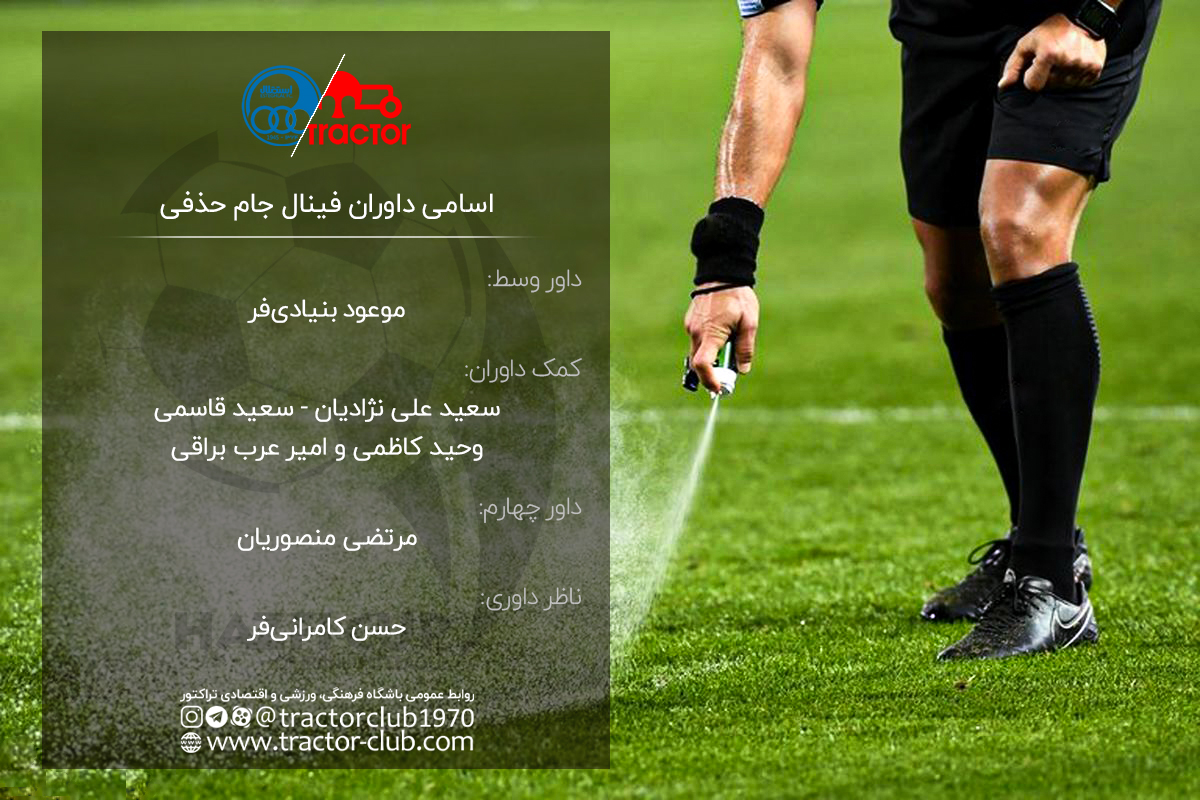 استقلال
TRACTOR
اسامی داوران فینال جام حذفی
داور وسط:
موعود بنیادی‌فر
کمک داوران:
سعید علی نژادیان - سعید قاسمی
وحید کاظمی و امیر عرب براقی
داور چهارم:
مرتضی منصوریان
ناظر داوری:
حسن کامرانی‌فر
روابط عمومی باشگاه فرهنگی، ورزشی و اقتصادی تراکتور
@tractorclub1970
www.tractor-club.com